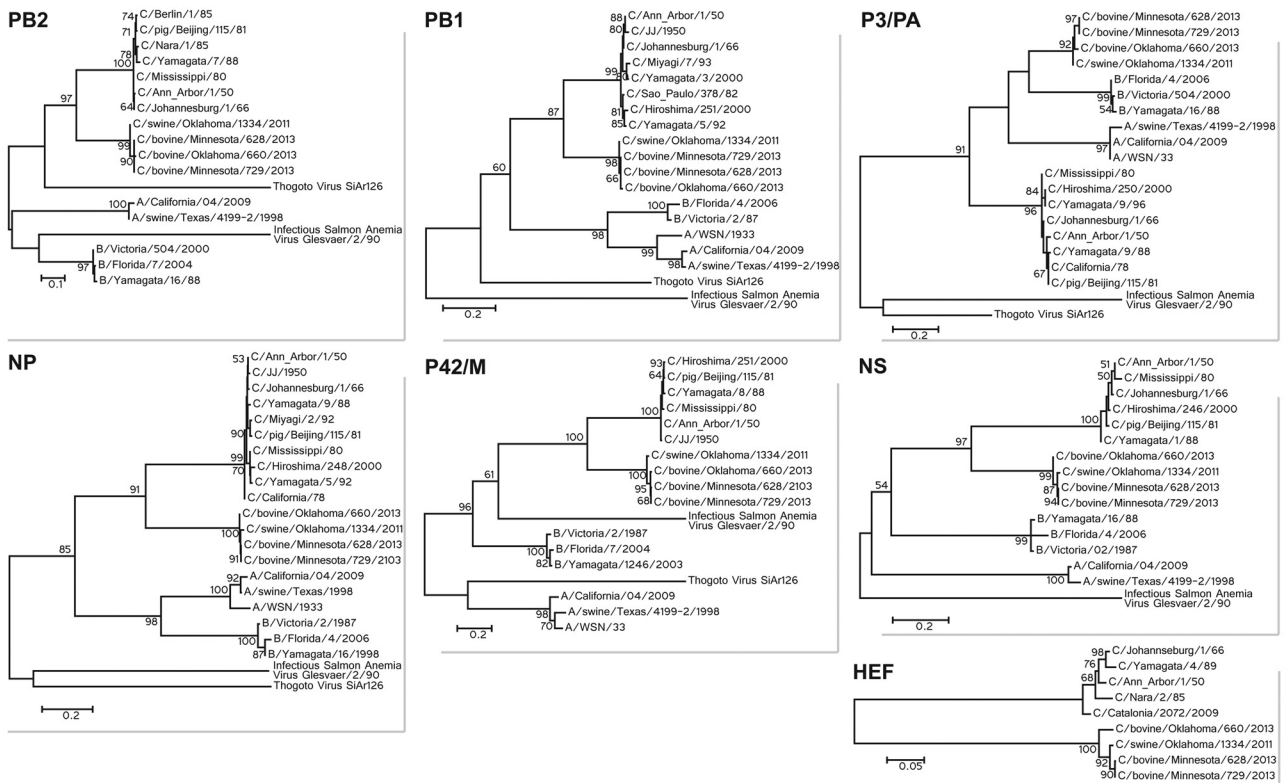 PB2
74
C/Berlin/1/85
71
C/pig/Beijing/115/81
C/Nara/1/85
78
C/Yamagata/7/88
100
C/Mississippi/80
97
C/Ann_Arbor/1/50
64
C/Johannesburg/1/66
C/swine/Oklahoma/1334/2011
99
C/bovine/Minnesota/628/2013
C/bovine/Oklahoma/660/2013
90
C/bovine/Minnesota/729/2013
Thogoto Virus SiAr126
100
A/California/04/2009
A/swine/Texas/4199-2/1998
Infectious Salmon Anemia
Virus Glesvaer/2/90
B/Victoria/504/2000
97
B/Florida/7/2004
B/Yamagata/16/88
0.1
PB1
88
C/Ann_Arbor/1/50
80
C/JJ/1950
C/Johannesburg/1/66
C/Miyagi/7/93
99
C/Yamagata/3/2000
C/Sao_Paulo/378/82
81
C/Hiroshima/251/2000
87
85
C/Yamagata/5/92
C/swine/Oklahoma/1334/2011
C/bovine/Minnesota/729/2013
98
C/bovine/Minnesota/628/2013
66
C/bovine/Oklahoma/660/2013
60
B/Florida/4/2006
100
B/Victoria/2/87
98
A/WSN/1933
99
A/California/04/2009
98
A/swine/Texas/4199-2/1998
Thogoto Virus SiAr126
Infectious Salmon Anemia
Virus Glesvaer/2/90
0.2
P3/PA
97
C/bovine/Minnesota/628/2013
C/bovine/Minnesota/729/2013
92
C/bovine/Oklahoma/660/2013
C/swine/Oklahoma/1334/2011
B/Florida/4/2006
99
B/Victoria/504/2000
54
B/Yamagata/16/88
A/swine/Texas/4199-2/1998
A/California/04/2009
97
A/WSN/33
91
C/Mississippi/80
84
C/Hiroshima/250/2000
C/Yamagata/9/96
96
C/Johannesburg/1/66
C/Ann_Arbor/1/50
C/Yamagata/9/88
67
C/California/78
C/pig/Beijing/115/81
Infectious Salmon Anemia
Virus Glesvaer/2/90
Thogoto Virus SiAr126
0.2
NP
53
C/Ann_Arbor/1/50
C/JJ/1950
C/Johannesburg/1/66
C/Yamagata/9/88
C/Miyagi/2/92
90
C/pig/Beijing/115/81
C/Mississippi/80
99
C/Hiroshima/248/2000
70
C/Yamagata/5/92
C/California/78
91
C/bovine/Oklahoma/660/2013
C/swine/Oklahoma/1334/2011
100
C/bovine/Minnesota/628/2013
91
C/bovine/Minnesota/729/2103
85
92
A/California/04/2009
100
A/swine/Texas/1998
A/WSN/1933
98
B/Victoria/2/1987
100
B/Florida/4/2006
87
B/Yamagata/16/1998
Infectious Salmon Anemia
Virus Glesvaer/2/90
Thogoto Virus SiAr126
0.2
P42/M
93
C/Hiroshima/251/2000
64
C/pig/Beijing/115/81
C/Yamagata/8/88
C/Mississippi/80
100
C/Ann_Arbor/1/50
C/JJ/1950
100
C/swine/Oklahoma/1334/2011
100
C/bovine/Oklahoma/660/2013
95
C/bovine/Minnesota/628/2103
68
C/bovine/Minnesota/729/2013
61
Infectious Salmon Anemia
Virus Glesvaer/2/90
96
B/Victoria/2/1987
100
B/Florida/7/2004
82
B/Yamagata/1246/2003
Thogoto Virus SiAr126
A/California/04/2009
98
A/swine/Texas/4199-2/1998
70
A/WSN/33
0.2
NS
51
C/Ann_Arbor/1/50
50
C/Mississippi/80
C/Johannesburg/1/66
C/Hiroshima/246/2000
100
C/pig/Beijing/115/81
C/Yamagata/1/88
97
C/bovine/Oklahoma/660/2013
99
C/swine/Oklahoma/1334/2011
87
C/bovine/Minnesota/628/2013
94
C/bovine/Minnesota/729/2013
54
B/Yamagata/16/88
B/Florida/4/2006
99
B/Victoria/02/1987
A/California/04/2009
100
A/swine/Texas/4199-2/1998
Infectious Salmon Anemia
Virus Glesvaer/2/90
0.2
HEF
98
C/Johannseburg/1/66
76
C/Yamagata/4/89
68
C/Ann_Arbor/1/50
C/Nara/2/85
C/Catalonia/2072/2009
C/bovine/Oklahoma/660/2013
100
C/swine/Oklahoma/1334/2011
92
C/bovine/Minnesota/628/2013
90
C/bovine/Minnesota/729/2013
0.05